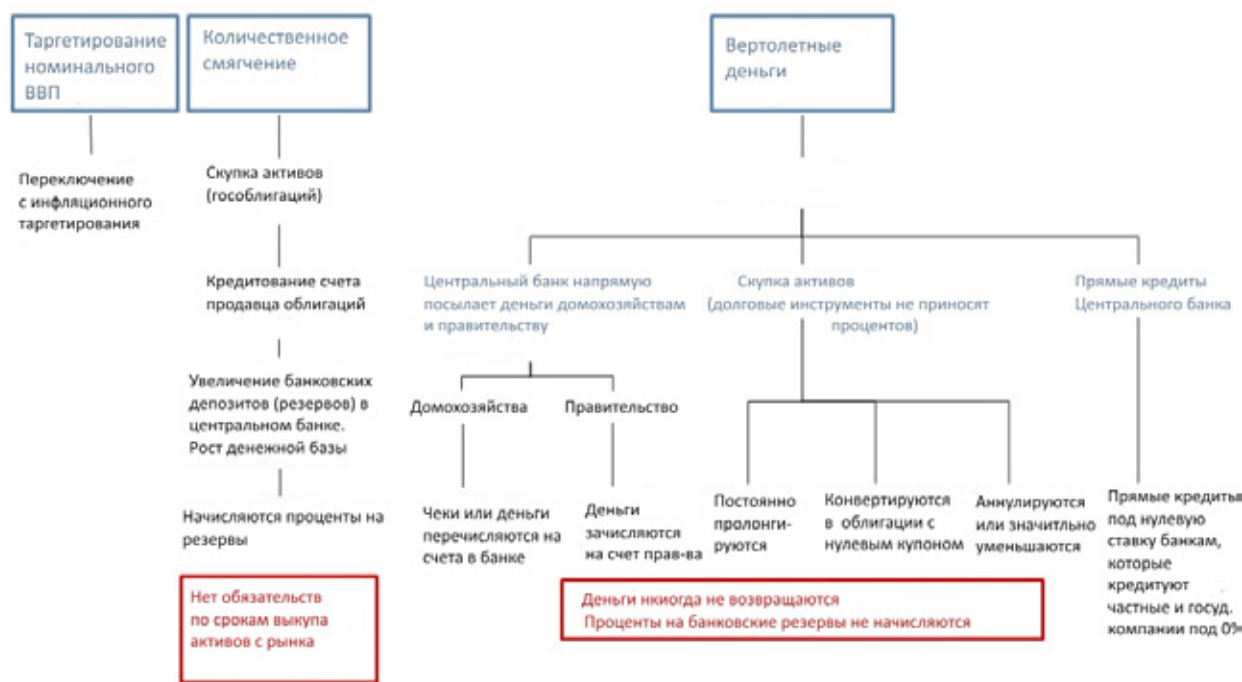 Таргетирование
номинального
ВВП
Количественное
смягчение
Вертолетные
деньги
Переключение
с инфляционного
таргетирования
Скупка активов
(гособлигаций)
Кредитование счета
продавца облигаций
Увеличение банковских
депозитов (резервов) в
центральном банке.
Рост денежной базы
Начисляются проценты на
резервы
Нет обязательств
по срокам выкупа
активов с рынка
Центральный банк напрямую
посылает деньги домохозяйствам
и правительству
Домохозяйства
Правительство
Чеки или деньги
перечисляются на
счета в банке
Деньги
зачисляются
на счет прав-ва
Скупка активов
(долговые инструменты не приносят
процентов)
Постоянно
пролонги-
руются
Конвертируются
в облигации с
нулевым купоном
Аннулируются
или значитльно
уменьшаются
Деньги нкиогда не возвращаются
Проценты на банковские резервы не начисляются
Прямые кредиты
Центрального банка
Прямые кредиты
под нулевую
ставку банкам,
которые
кредитуют
частные и госуд.
компании под 0%